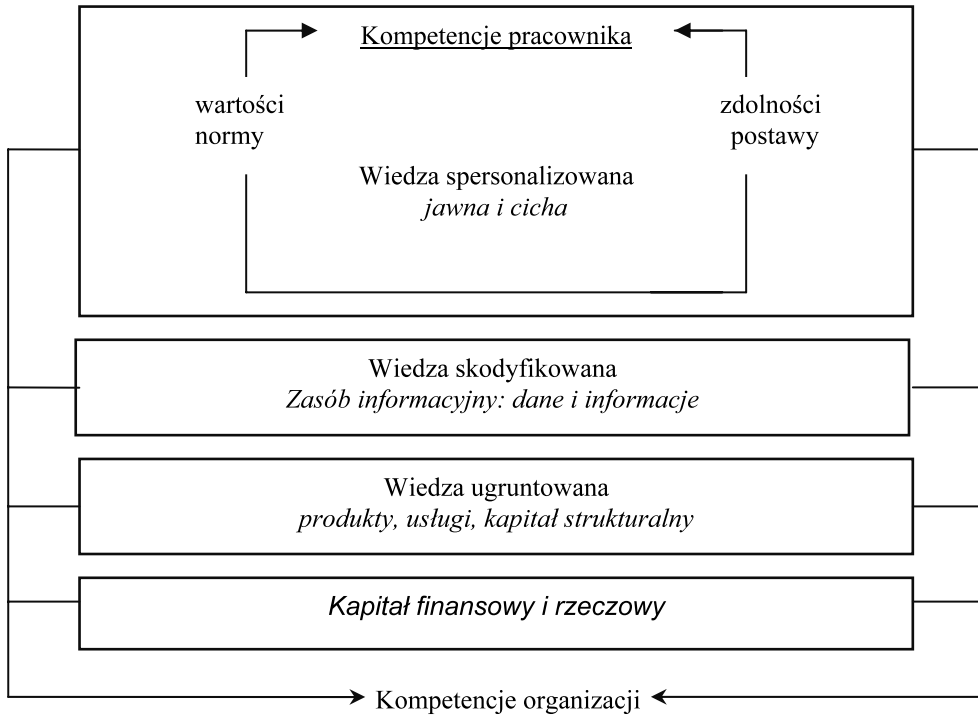 Kompetencje pracownika
wartości
normy
zdolności
postawy
Wiedza spersonalizowana
jawna i cicha
Wiedza skodyfikowana
Zasób informacyjny: dane i informacje
Wiedza ugruntowana
produkty, usługi, kapitał strukturalny
Kapitał finansowy i rzeczowy
Kompetencje organizacji